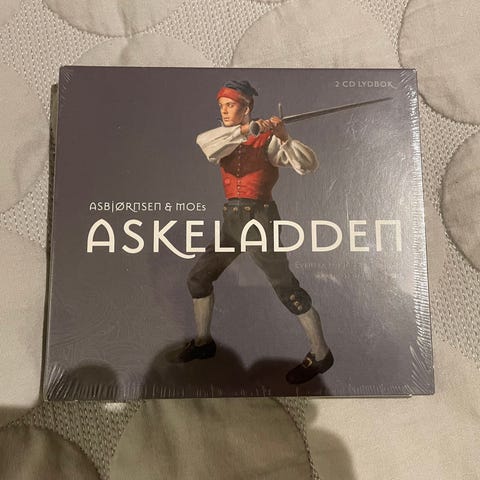 2 CD LYDBOK
ASBJØRNSEN & MOEs
ASKELADDEN